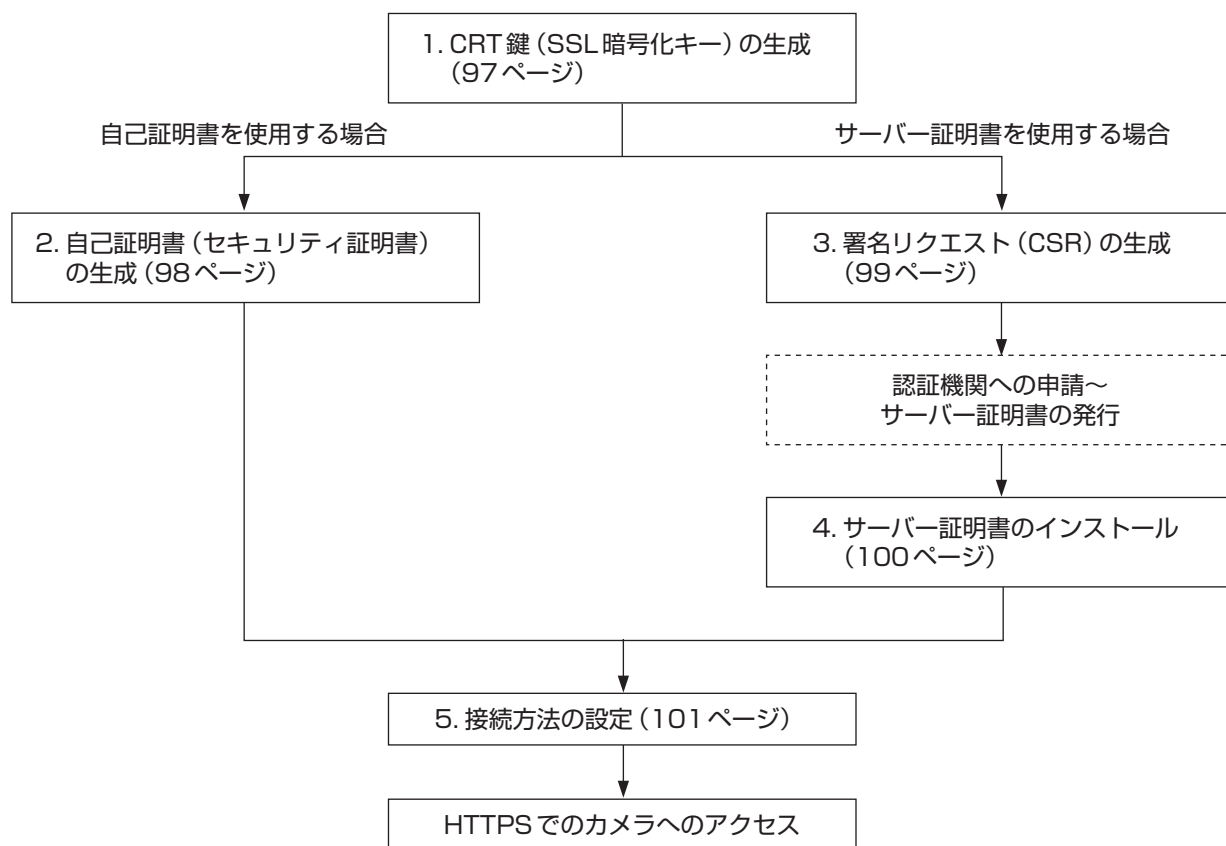 1. CRT鍵（SSL暗号化キー）の生成
（97ページ）
自己証明書を使用する場合
サーバー証明書を使用する場合
2. 自己証明書（セキュリティ証明書）
の生成（98ページ）
3. 署名リクエスト（CSR）の生成
（99ページ）
認証機関への申請～
サーバー証明書の発行
4. サーバー証明書のインストール
（100ページ）
5. 接続方法の設定（101ページ）
HTTPSでのカメラへのアクセス